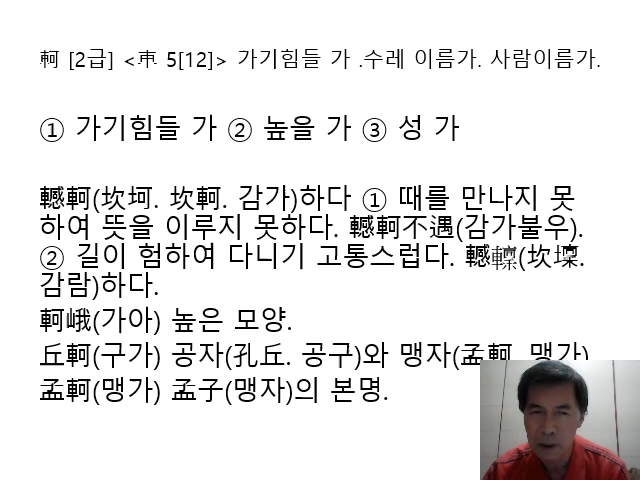 軻 [2급] <車 5[12]> 가기힘들 가 .수레 이름가. 사람이름가.
① 가기힘들 가 ② 높을 가 ③ 성 가
轗軻(坎坷. 坎軻. 감가)하다 ① 때를 만나지 못
하여 뜻을 이루지 못하다. 轗軻不遇(감가불우).
② 길이 험하여 다니기 고통스럽다. 轗(坎壈.
감람)하다.
軻峨(가아) 높은 모양.
丘軻(구가) 공자(孔丘. 공구)와 맹자(孟軻. 맹가)
孟軻(맹가) 孟子(맹자)의 본명.